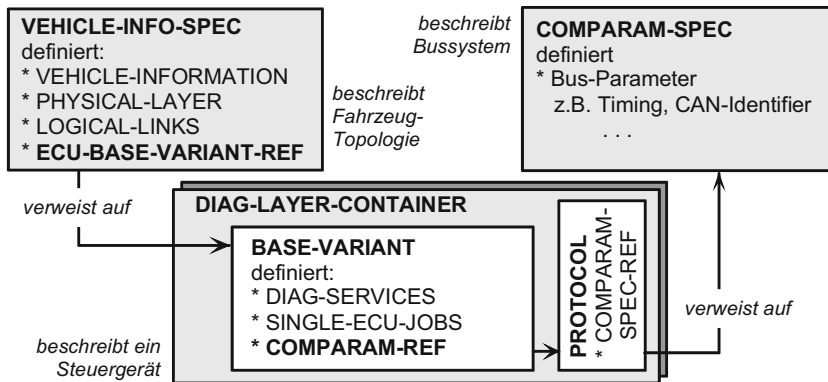 VEHICLE-INFO-SPEC
definiert:
* VEHICLE-INFORMATION
* PHYSICAL-LAYER
* LOGICAL-LINKS
* ECU-BASE-VARIANT-REF
beschreibt
Fahrzeug-
Topologie
beschreibt
Bussystem
COMPARAM-SPEC
definiert
* Bus-Parameter
z.B. Timing, CAN-Identifier
. . .
verweist auf
DIAG-LAYER-CONTAINER
BASE-VARIANT
definiert:
* DIAG-SERVICES
* SINGLE-ECU-JOBS
* COMPARAM-REF
PROTOCOL
* COMPARAM-
SPEC-REF
verweist auf
beschreibt ein
Steuergerät